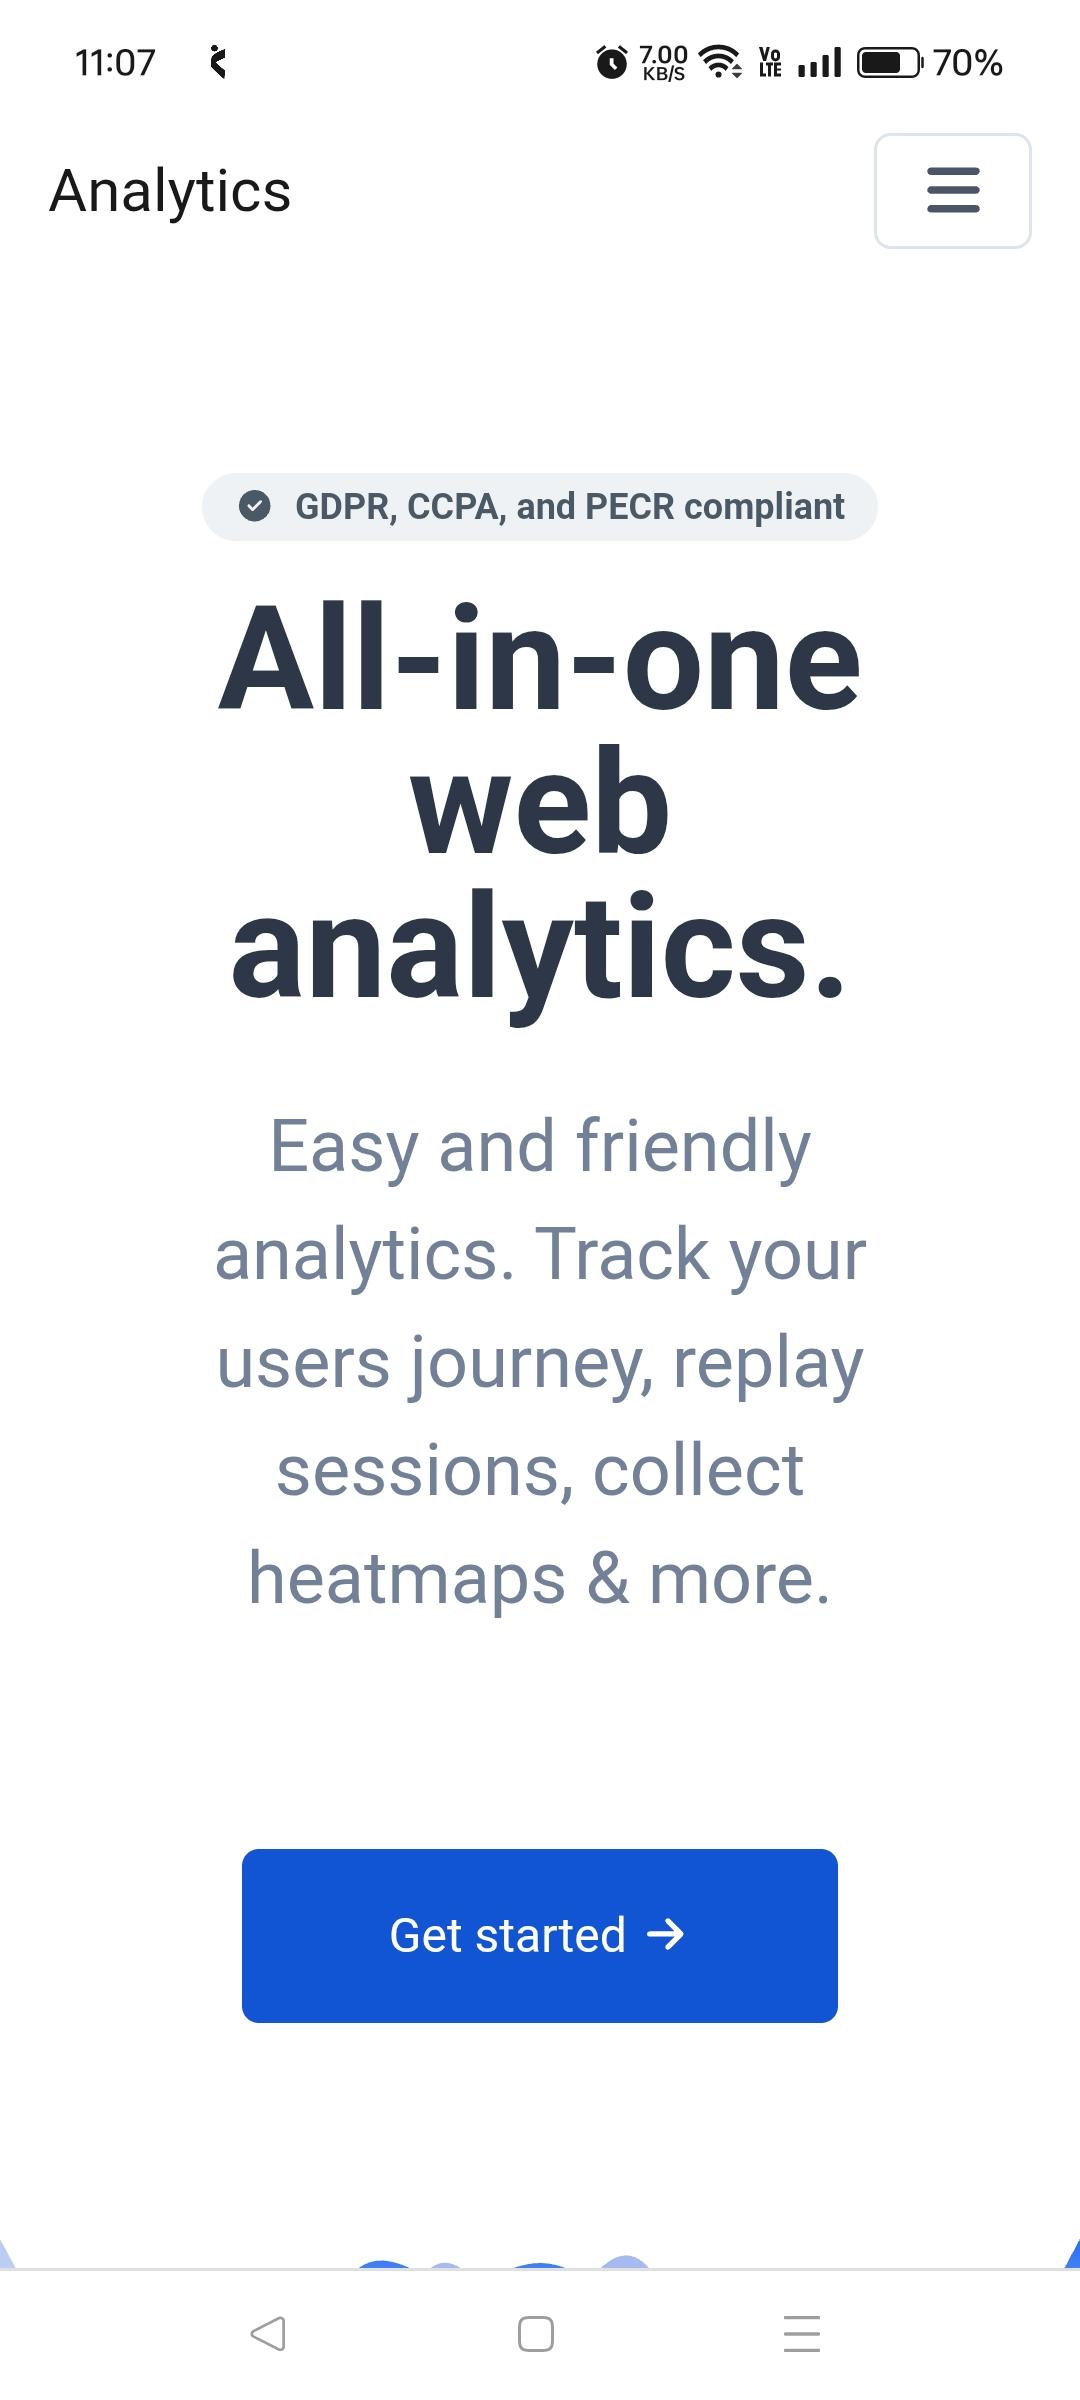 11:07
7.00
KB/S
Vo
LTE
70%
Analytics
GDPR, CCPA, and PECR compliant
All-in-one
web
analytics.
Easy and friendly
analytics. Track your
users journey, replay
sessions, collect
heatmaps & more.
Get started →